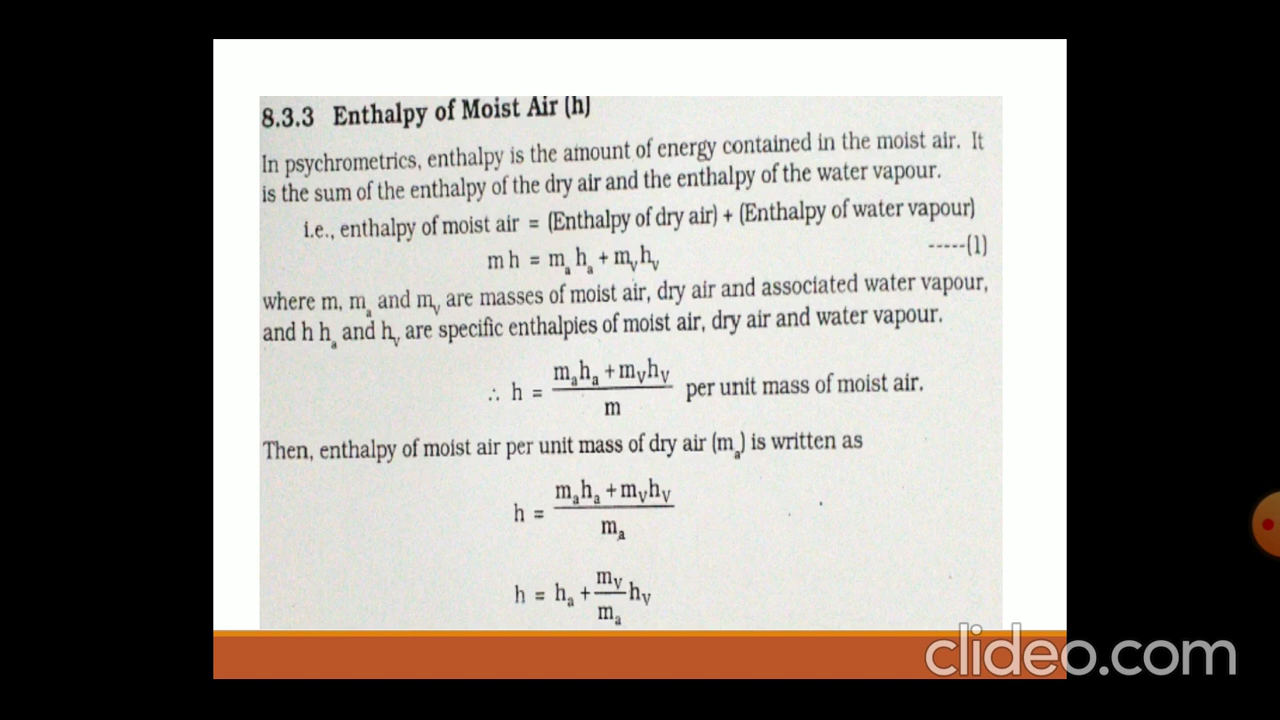 8.3.3 Enthalpy of Moist Air (h)
In psychrometrics, enthalpy is the amount of energy contained in the moist air. It
is the sum of the enthalpy of the dry air and the enthalpy of the water vapour.
i.e., enthalpy of moist air = (Enthalpy of dry air) + (Enthalpy of water vapour)
m h = mₐ hₐ + mᵥhᵥ -----(1)
where m, mₐ and mᵥ are masses of moist air, dry air and associated water vapour,
and h hₐ and hᵥ are specific enthalpies of moist air, dry air and water vapour.
∴ h = (mₐhₐ + mᵥhᵥ)/m per unit mass of moist air.
Then, enthalpy of moist air per unit mass of dry air (mₐ) is written as
h = (mₐhₐ + mᵥhᵥ)/mₐ
h = hₐ + mᵥ/mₐ hᵥ
clideo.com